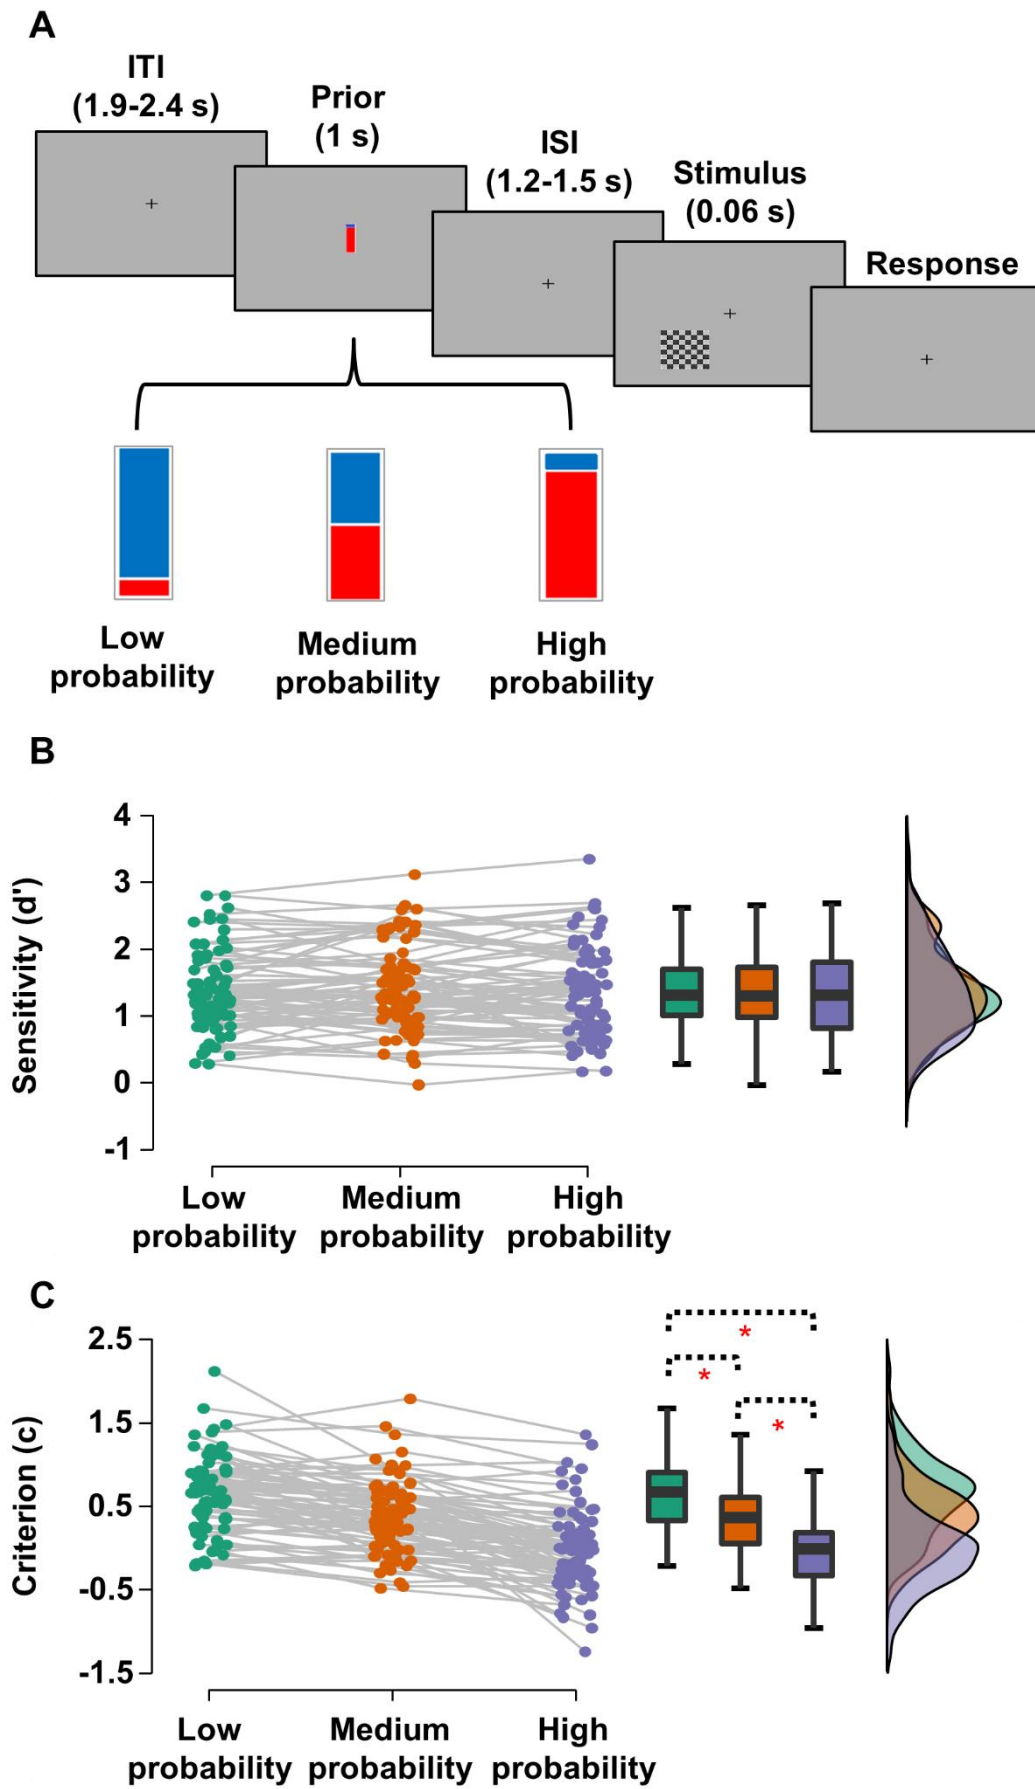 A
ITI
(1.9-2.4 s)
Prior
(1 s)
ISI
(1.2-1.5 s)
Stimulus
(0.06 s)
Response
Low
probability
Medium
probability
High
probability
B
Sensitivity (d')
4
3
2
1
0
-1
Low
probability
Medium
probability
High
probability
C
Criterion (c)
2.5
1.5
0.5
-0.5
-1.5
*
*
*
Low
probability
Medium
probability
High
probability